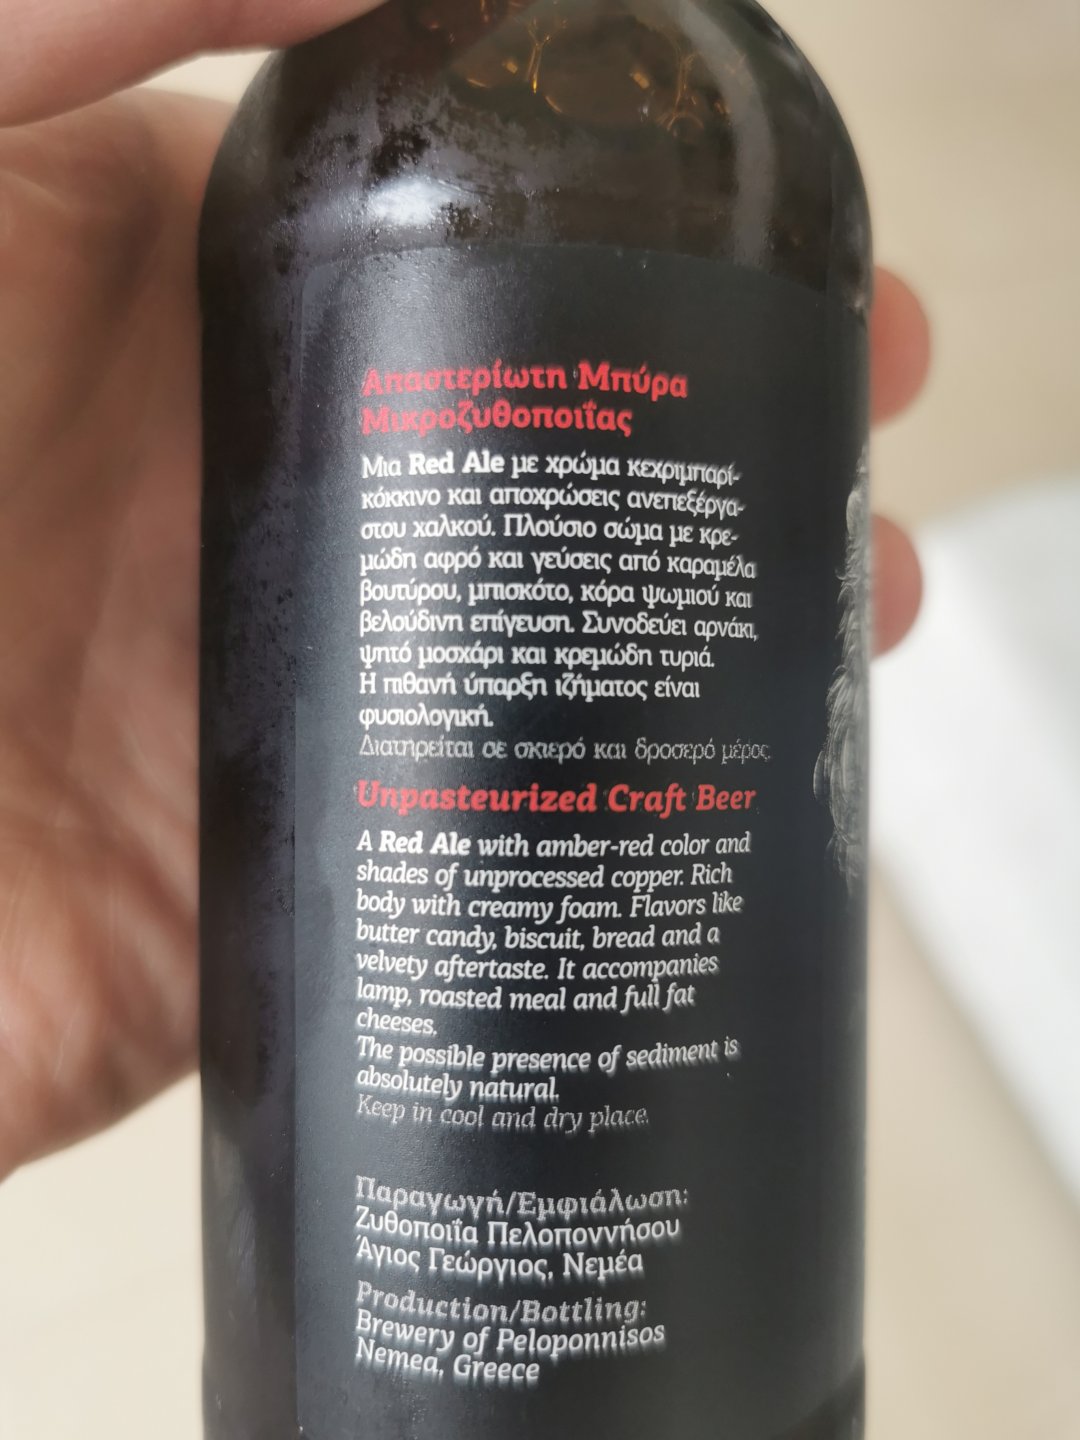 Απαστερίωτη Μπύρα
Μικροζυθοποιΐας
Μια Red Ale με χρώμα κεχριμπαρί-
κόκκινο και αποχρώσεις ανεπεξέργα-
στου χαλκού. Πλούσιο σώμα με κρε-
μώδη αφρό και γεύσεις από καραμέλα
βουτύρου, μπισκότο, κόρα ψωμιού και
βελούδινη επίγευση. Συνοδεύει αρνάκι,
ψητό μοσχάρι και κρεμώδη τυριά.
Η πιθανή ύπαρξη ιζήματος είναι
φυσιολογική.
Διατηρείται σε σκιερό και δροσερό μέρος.
Unpasteurized Craft Beer
A Red Ale with amber-red color and
shades of unprocessed copper. Rich
body with creamy foam. Flavors like
butter candy, biscuit, bread and a
velvety aftertaste. It accompanies
lamp, roasted meal and full fat
cheeses.
The possible presence of sediment is
absolutely natural.
Keep in cool and dry place.
Παραγωγή/Εμφιάλωση:
Ζυθοποιΐα Πελοποννήσου
Άγιος Γεώργιος, Νεμέα
Production/Bottling:
Brewery of Peloponnisos
Nemea, Greece